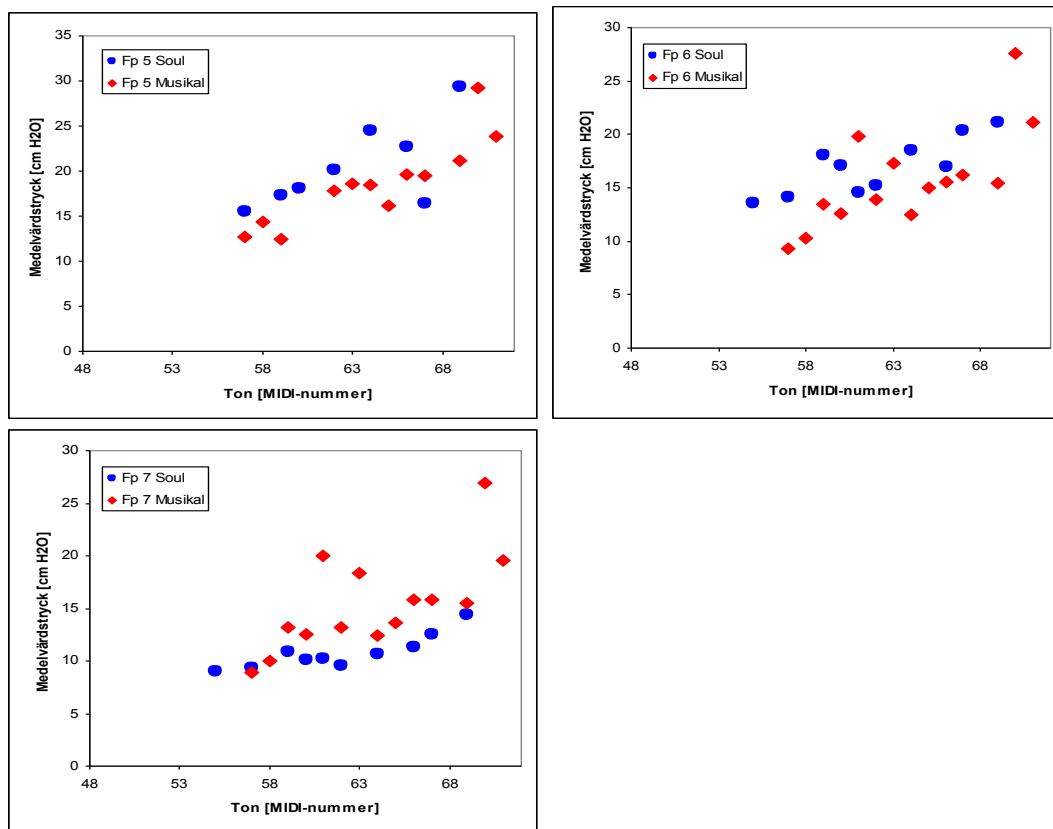 35
30
25
20
15
10
5
0
Medelvärdstryck [cm H2O]
Fp 5 Soul
Fp 5 Musikal
48 53 58 63 68
Ton [MIDI-nummer]
30
25
20
15
10
5
0
Medelvärdstryck [cm H2O]
Fp 6 Soul
Fp 6 Musikal
48 53 58 63 68
Ton [MIDI-nummer]
30
25
20
15
10
5
0
Medelvärdstryck [cm H2O]
Fp 7 Soul
Fp 7 Musikal
48 53 58 63 68
Ton [MIDI-nummer]